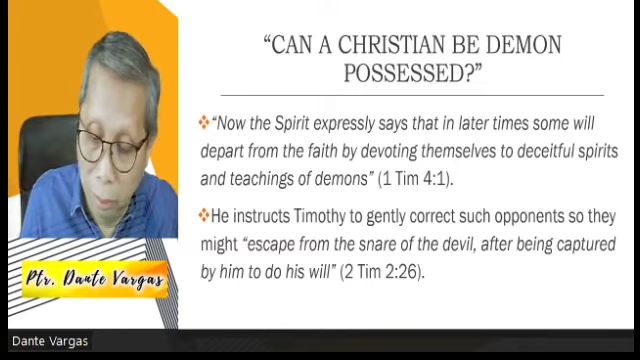 “CAN A CHRISTIAN BE DEMON
POSSESSED?”
“Now the Spirit expressly says that in later times some will
depart from the faith by devoting themselves to deceitful spirits
and teachings of demons” (1 Tim 4:1).
He instructs Timothy to gently correct such opponents so they
might “escape from the snare of the devil, after being captured
by him to do his will” (2 Tim 2:26).
Ptr. Dante Vargas
Dante Vargas